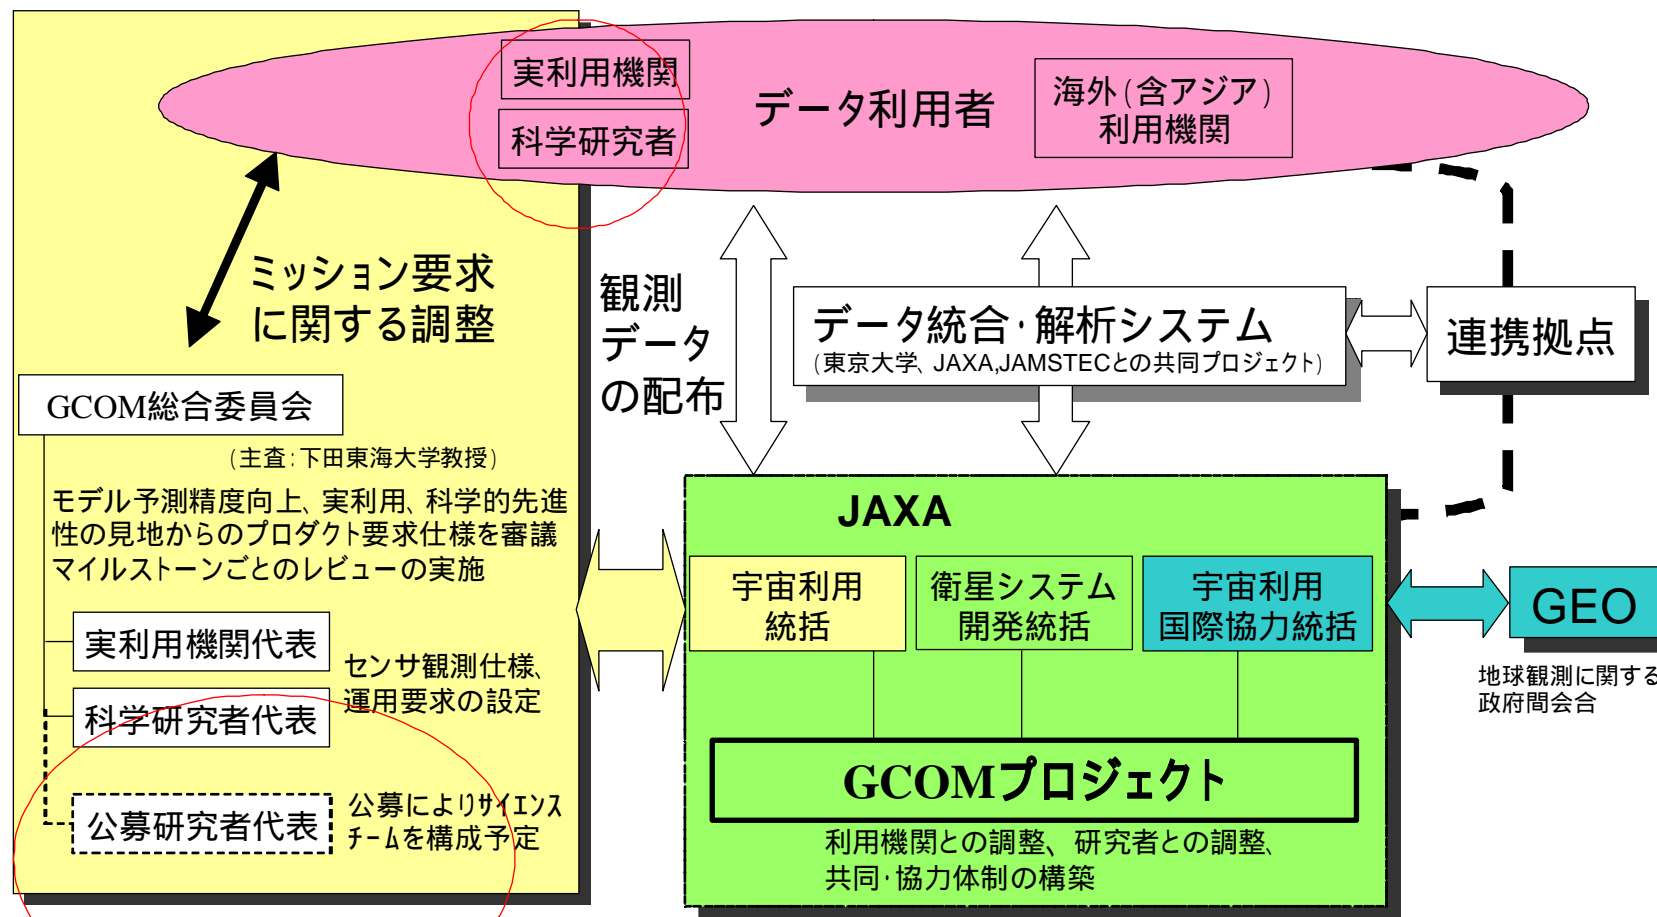 実利用機関
科学研究者
データ利用者
海外(含アジア)
利用機関
ミッション要求
に関する調整
観測
データ
の配布
データ統合・解析システム
(東京大学、JAXA,JAMSTECとの共同プロジェクト)
連携拠点
GCOM総合委員会
(主査:下田東海大学教授)
モデル予測精度向上、実利用、科学的先進
性の見地からのプロダクト要求仕様を審議
マイルストーンごとのレビューの実施
実利用機関代表
科学研究者代表
センサ観測仕様、
運用要求の設定
公募研究者代表
公募によりサイエンス
チームを構成予定
JAXA
宇宙利用
統括
衛星システム
開発統括
宇宙利用
国際協力統括
GCOMプロジェクト
利用機関との調整、研究者との調整、
共同・協力体制の構築
GEO
地球観測に関する
政府間会合